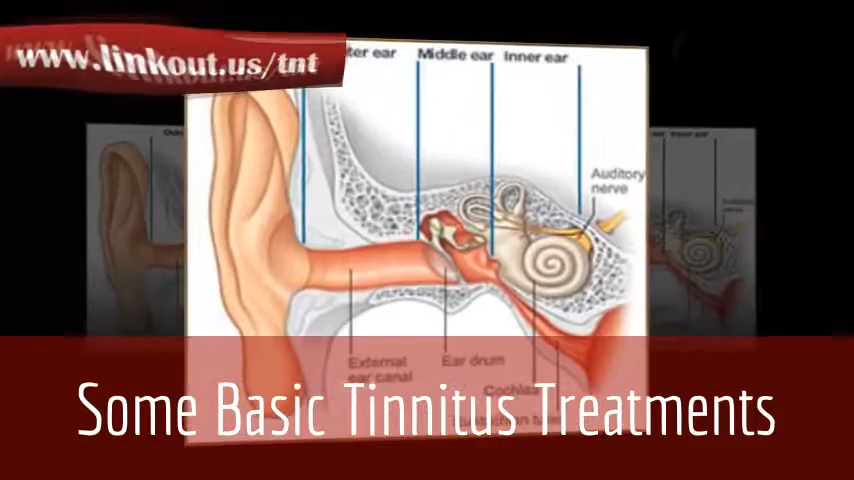 www.linkout.us/tnt
ter ear Middle ear Inner ear
Auditory
nerve
External
ear canal
Ear drum
Cochlea
Some Basic Tinnitus Treatments